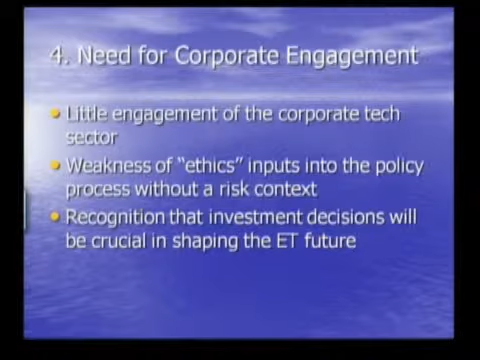 4. Need for Corporate Engagement
Little engagement of the corporate tech
sector
Weakness of “ethics” inputs into the policy
process without a risk context
Recognition that investment decisions will
be crucial in shaping the ET future